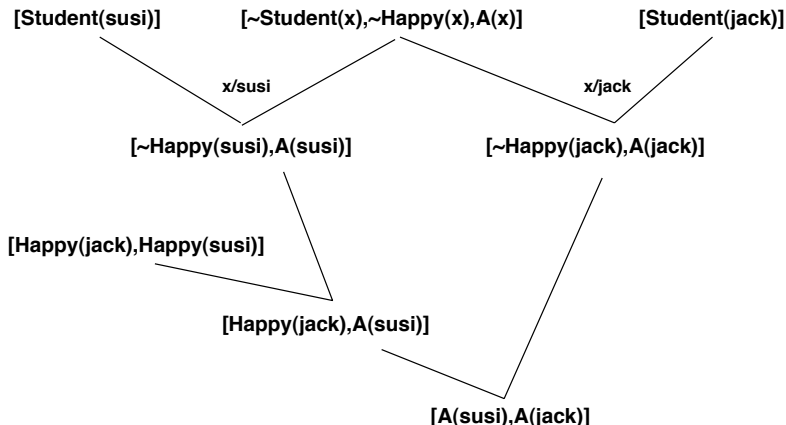 [Student(susi)] [~Student(x),~Happy(x),A(x)] [Student(jack)]
x/susi x/jack
[~Happy(susi),A(susi)] [~Happy(jack),A(jack)]
[Happy(jack),Happy(susi)]
[Happy(jack),A(susi)]
[A(susi),A(jack)]